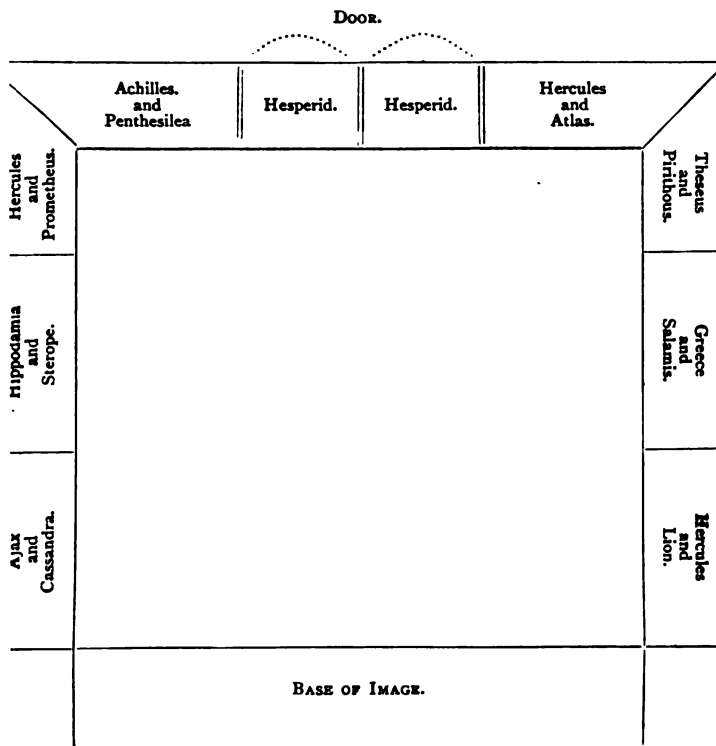 DOOR.
Achilles.
and
Penthesilea
Hesperid.
Hesperid.
Hercules
and
Atlas.
Hercules
and
Prometheus.
Theseus
and
Pirithous.
Hippodamia
and
Sterope.
Greece
and
Salamis.
Ajax
and
Cassandra.
Hercules
and
Lion.
BASE OF IMAGE.